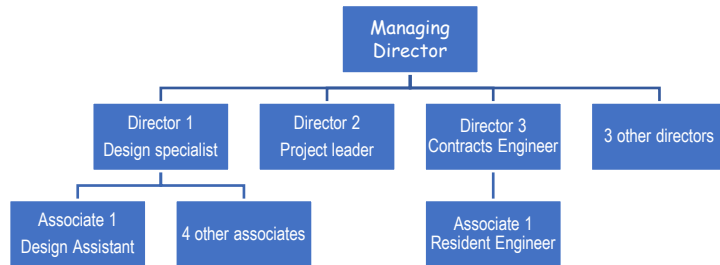 Managing
Director
Director 1
Design specialist
Director 2
Project leader
Director 3
Contracts Engineer
3 other directors
Associate 1
Design Assistant
4 other associates
Associate 1
Resident Engineer